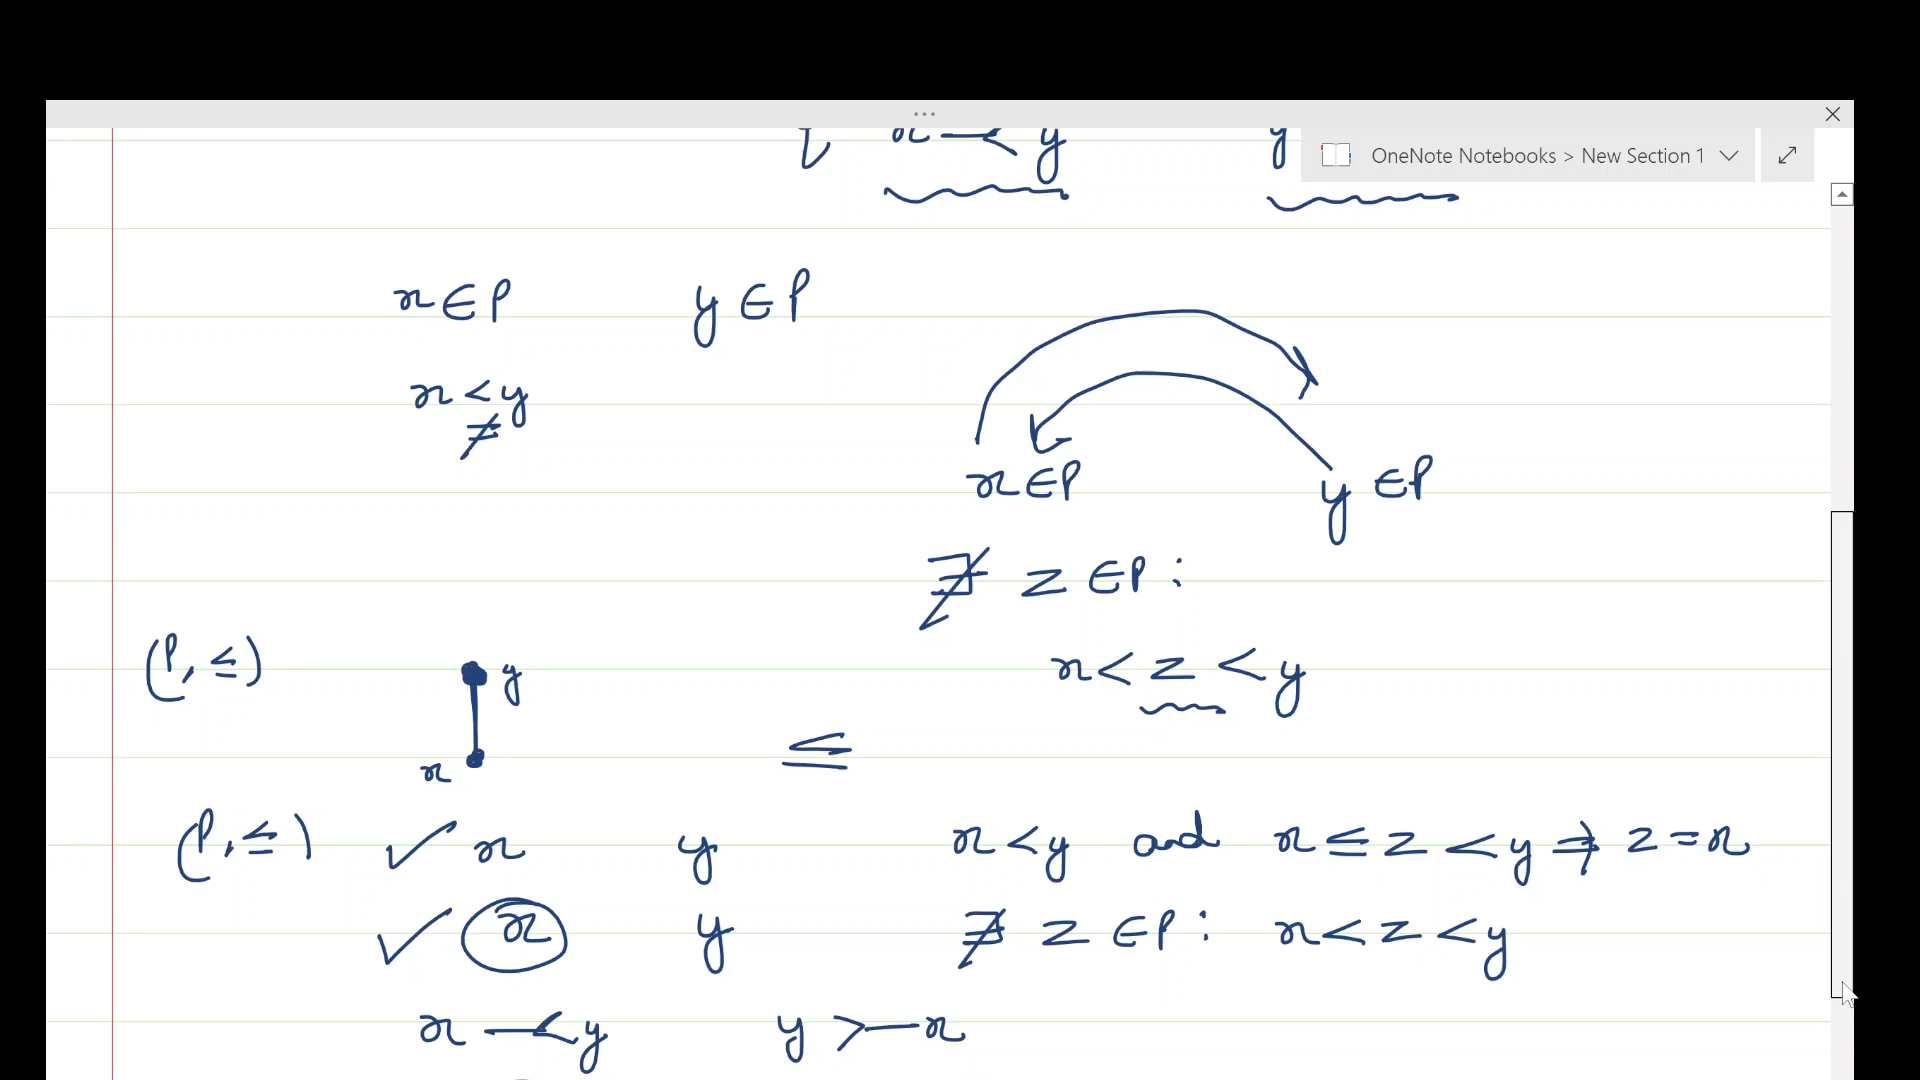 x —< y y
OneNote Notebooks > New Section 1
x ∈ P y ∈ P
x < y
≠
x ∈ P y ∈ P
∄ z ∈ P :
x < z < y
(P, ≤) y
x ≤
(P, ≤) ✓ x y x < y and x ≤ z < y ⇒ z = x
✓ x y ∄ z ∈ P : x < z < y
x —< y y >— x